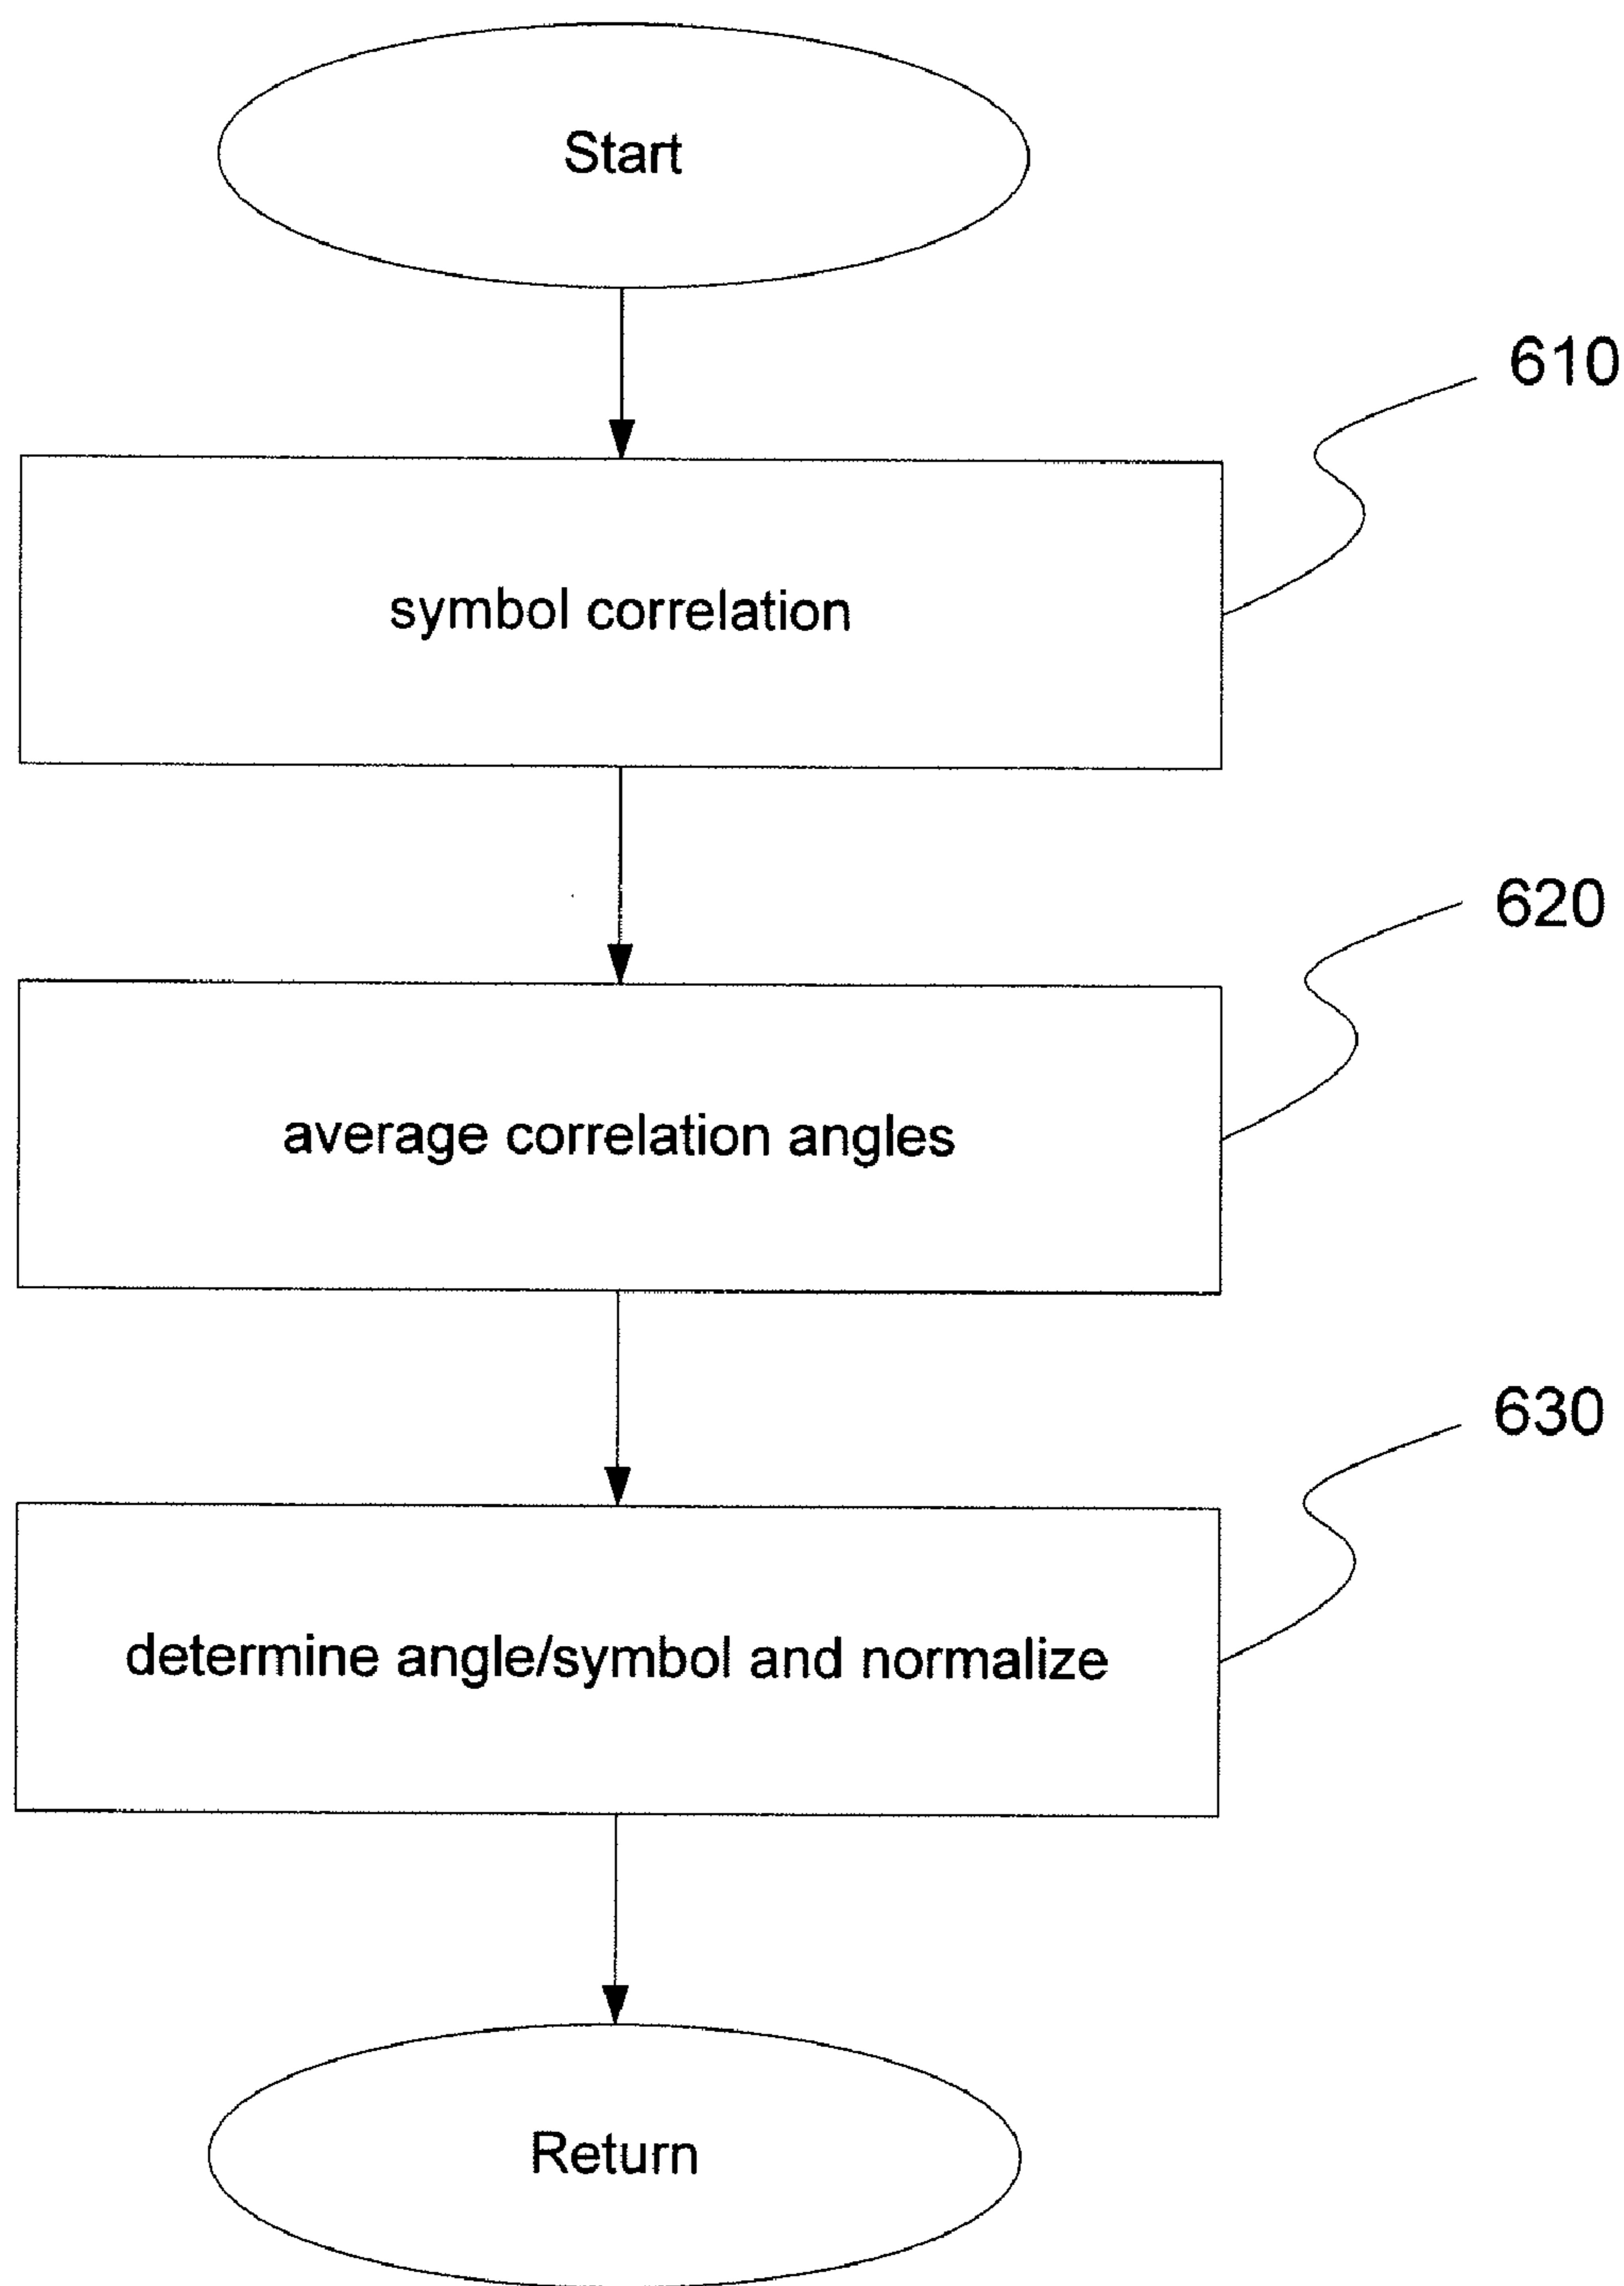 Start
610
symbol correlation
620
average correlation angles
630
determine angle/symbol and normalize
Return